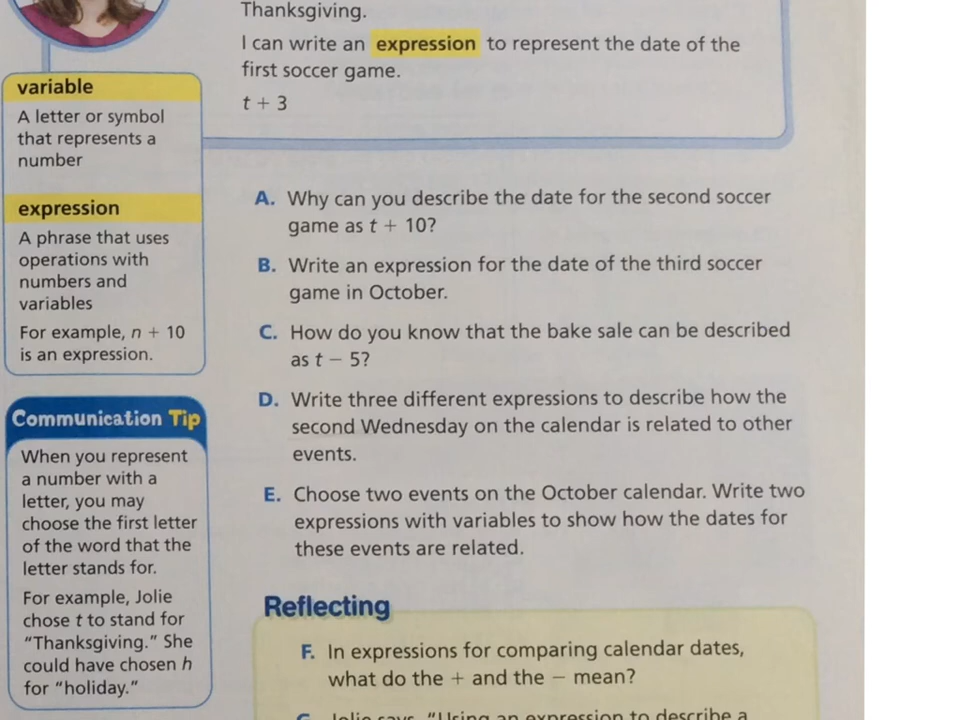 Thanksgiving.
I can write an expression to represent the date of the
first soccer game.
t + 3
variable
A letter or symbol
that represents a
number
expression
A phrase that uses
operations with
numbers and
variables
For example, n + 10
is an expression.
Communication Tip
When you represent
a number with a
letter, you may
choose the first letter
of the word that the
letter stands for.
For example, Jolie
chose t to stand for
“Thanksgiving.” She
could have chosen h
for “holiday.”
A. Why can you describe the date for the second soccer
game as t + 10?
B. Write an expression for the date of the third soccer
game in October.
C. How do you know that the bake sale can be described
as t − 5?
D. Write three different expressions to describe how the
second Wednesday on the calendar is related to other
events.
E. Choose two events on the October calendar. Write two
expressions with variables to show how the dates for
these events are related.
Reflecting
F. In expressions for comparing calendar dates,
what do the + and the − mean?
G. Jolie says, “Using an expression to describe a